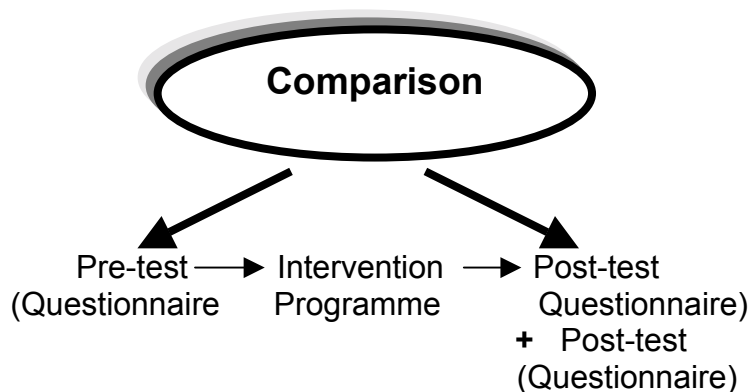 Comparison
Pre-test Intervention Post-test
(Questionnaire Programme Questionnaire)
+ Post-test
(Questionnaire)